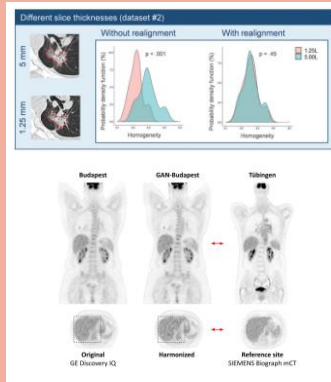 Different slice thicknesses (dataset #2)
Without realignment
With realignment
5 mm
1.25 mm
Probability density function (%)
p < .001
Homogeneity
Probability density function (%)
p = .49
1.25L
5.00L
Homogeneity
Budapest
GAN-Budapest
Tübingen
Original
GE Discovery IQ
Harmonized
Reference site
SIEMENS Biograph mCT